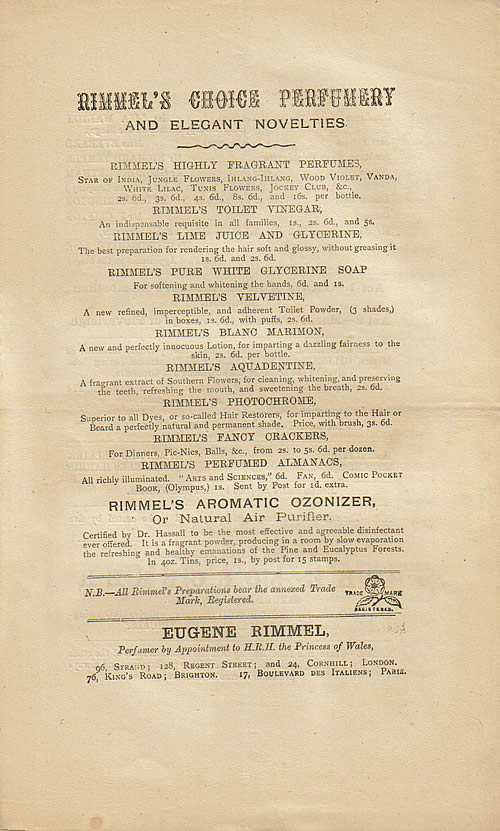 RIMMEL'S CHOICE PERFUMERY
AND ELEGANT NOVELTIES.
RIMMEL'S HIGHLY FRAGRANT PERFUMES,
STAR OF INDIA, JUNGLE FLOWERS, IHLANG-IHLANG, WOOD VIOLET, VANDA,
WHITE LILAC, TUNIS FLOWERS, JOCKEY CLUB, &c.,
2s. 6d., 3s. 6d., 4s. 6d., 8s. 6d., and 16s. per bottle.
RIMMEL'S TOILET VINEGAR,
An indispensable requisite in all families, 1s., 2s. 6d., and 5s.
RIMMEL'S LIME JUICE AND GLYCERINE,
The best preparation for rendering the hair soft and glossy, without greasing it
1s. 6d. and 2s. 6d.
RIMMEL'S PURE WHITE GLYCERINE SOAP
For softening and whitening the hands, 6d. and 1s.
RIMMEL'S VELVETINE,
A new refined, imperceptible, and adherent Toilet Powder, (3 shades,)
in boxes, 1s. 6d., with puffs, 2s. 6d.
RIMMEL'S BLANC MARIMON,
A new and perfectly innocuous Lotion, for imparting a dazzling fairness to the
skin, 2s. 6d. per bottle.
RIMMEL'S AQUADENTINE,
A fragrant extract of Southern Flowers, for cleaning, whitening, and preserving
the teeth, refreshing the mouth, and sweetening the breath, 2s. 6d.
RIMMEL'S PHOTOCHROME,
Superior to all Dyes, or so-called Hair Restorers, for imparting to the Hair or
Beard a perfectly natural and permanent shade. Price, with brush, 3s. 6d.
RIMMEL'S FANCY CRACKERS,
For Dinners, Pic-Nics, Balls, &c., from 2s. to 5s. 6d. per dozen.
RIMMEL'S PERFUMED ALMANACS,
All richly illuminated. "ARTS AND SCIENCES," 6d. FAN, 6d. COMIC POCKET
BOOK, (Olympus,) 1s. Sent by Post for 1d. extra.
RIMMEL'S AROMATIC OZONIZER,
Or Natural Air Purifier.
Certified by Dr. Hassall to be the most effective and agreeable disinfectant
ever offered. It is a fragrant powder, producing in a room by slow evaporation
the refreshing and healthy emanations of the Pine and Eucalyptus Forests.
In 4oz. Tins, price, 1s., by post for 15 stamps.
N.B.—All Rimmel's Preparations bear the annexed Trade
Mark, Registered.
TRADE MARK
REGISTERED.
EUGENE RIMMEL,
Perfumer by Appointment to H.R.H. the Princess of Wales,
96, STRAND; 128, REGENT STREET; and 24, CORNHILL; LONDON.
76, KING'S ROAD; BRIGHTON. 17, BOULEVARD DES ITALIENS; PARIS.